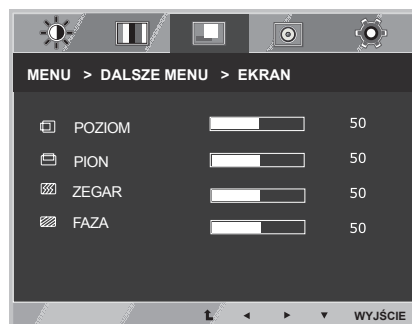 MENU > DALSZE MENU > EKRAN
POZIOM 50
PION 50
ZEGAR 50
FAZA 50
WYJŚCIE